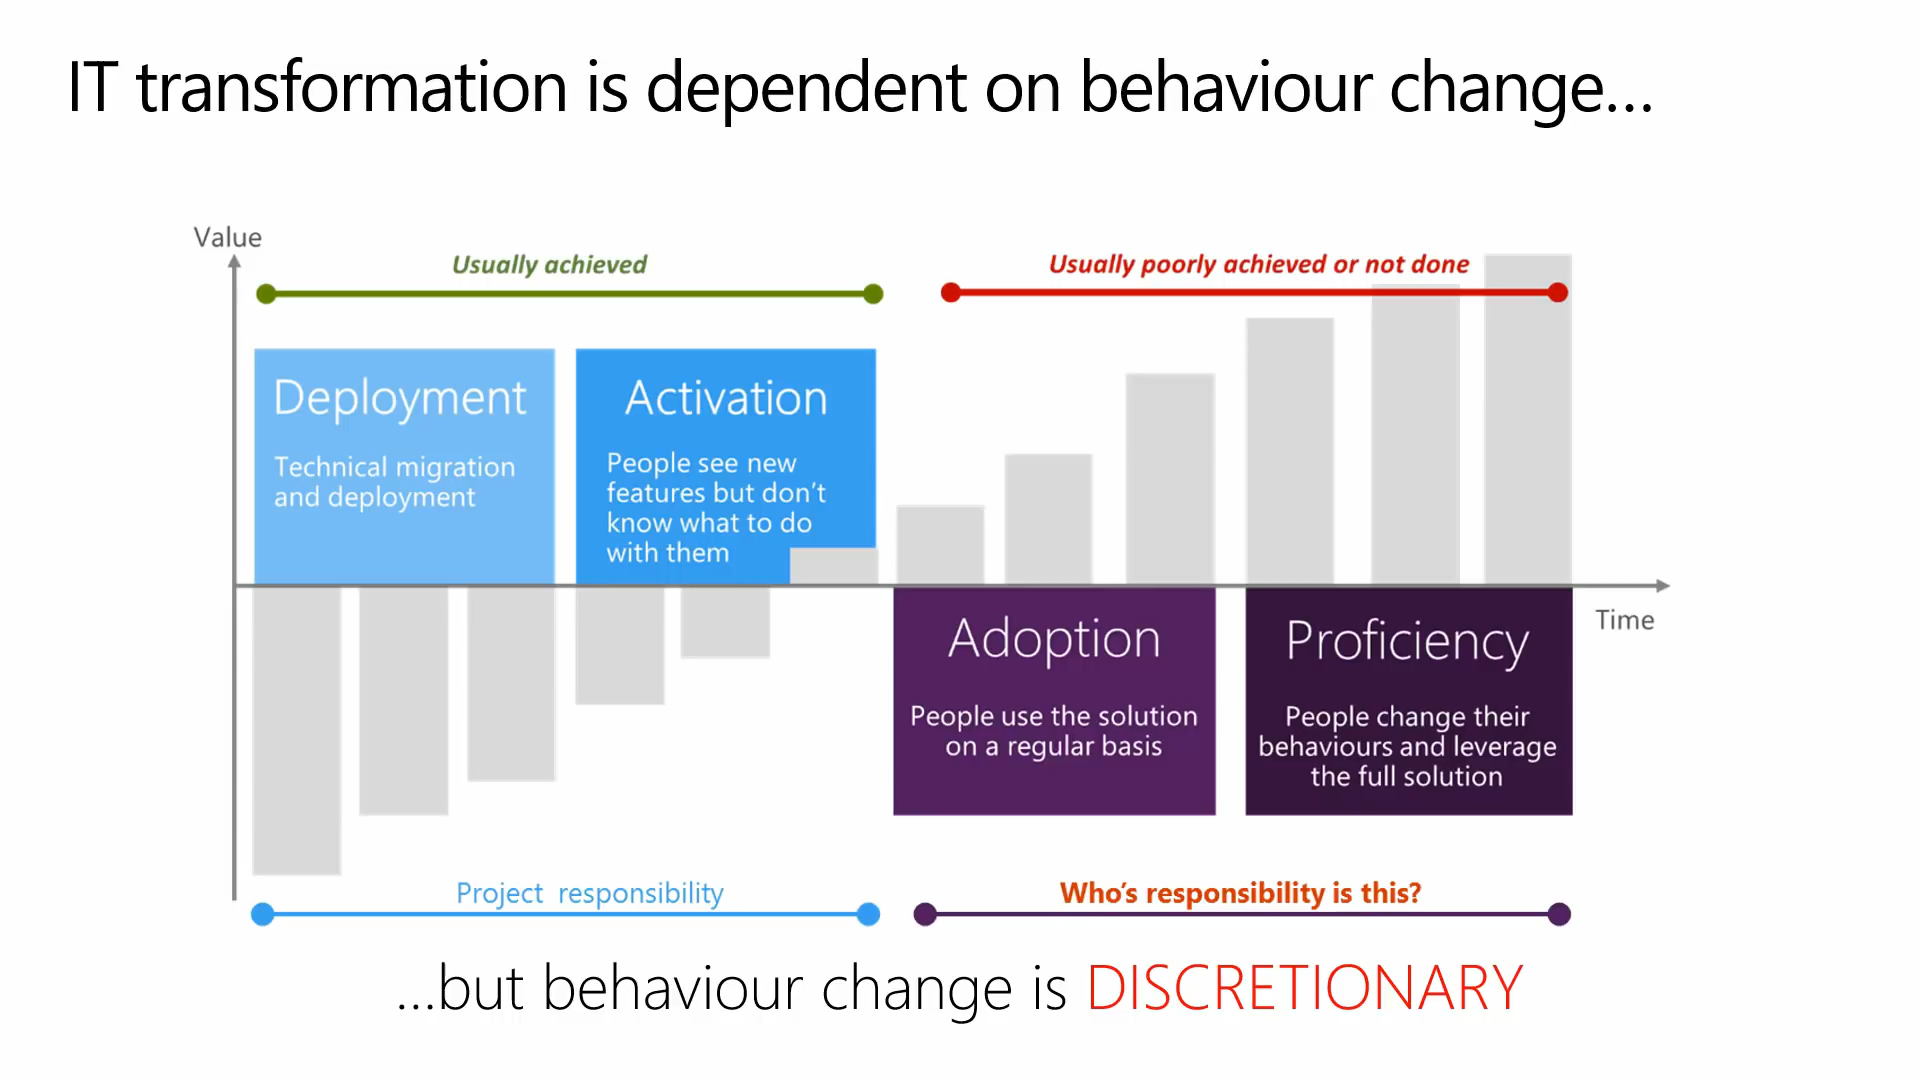 IT transformation is dependent on behaviour change...
Value
Usually achieved
Usually poorly achieved or not done
Deployment
Technical migration
and deployment
Activation
People see new
features but don't
know what to do
with them
Time
Adoption
People use the solution
on a regular basis
Proficiency
People change their
behaviours and leverage
the full solution
Project  responsibility
Who's responsibility is this?
...but behaviour change is DISCRETIONARY